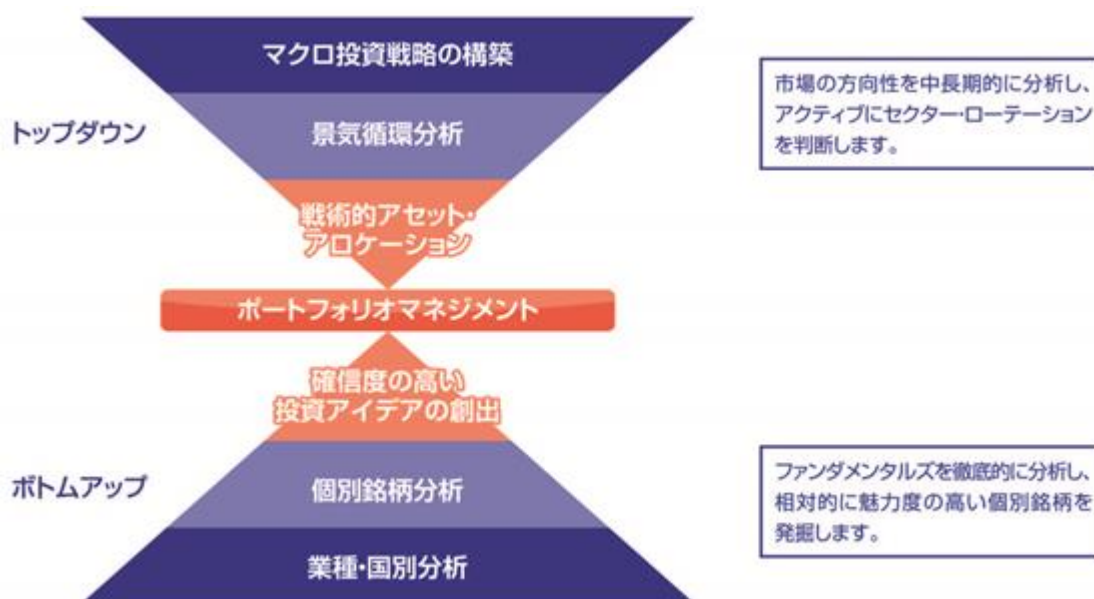 マクロ投資戦略の構築
市場の方向性を中長期的に分析し、
アクティブにセクター・ローテーション
を判断します。
トップダウン
景気循環分析
戦術的アセット・
アロケーション
ポートフォリオマネジメント
確信度の高い
投資アイデアの創出
ボトムアップ
個別銘柄分析
ファンダメンタルズを徹底的に分析し、
相対的に魅力度の高い個別銘柄を
発掘します。
業種・国別分析